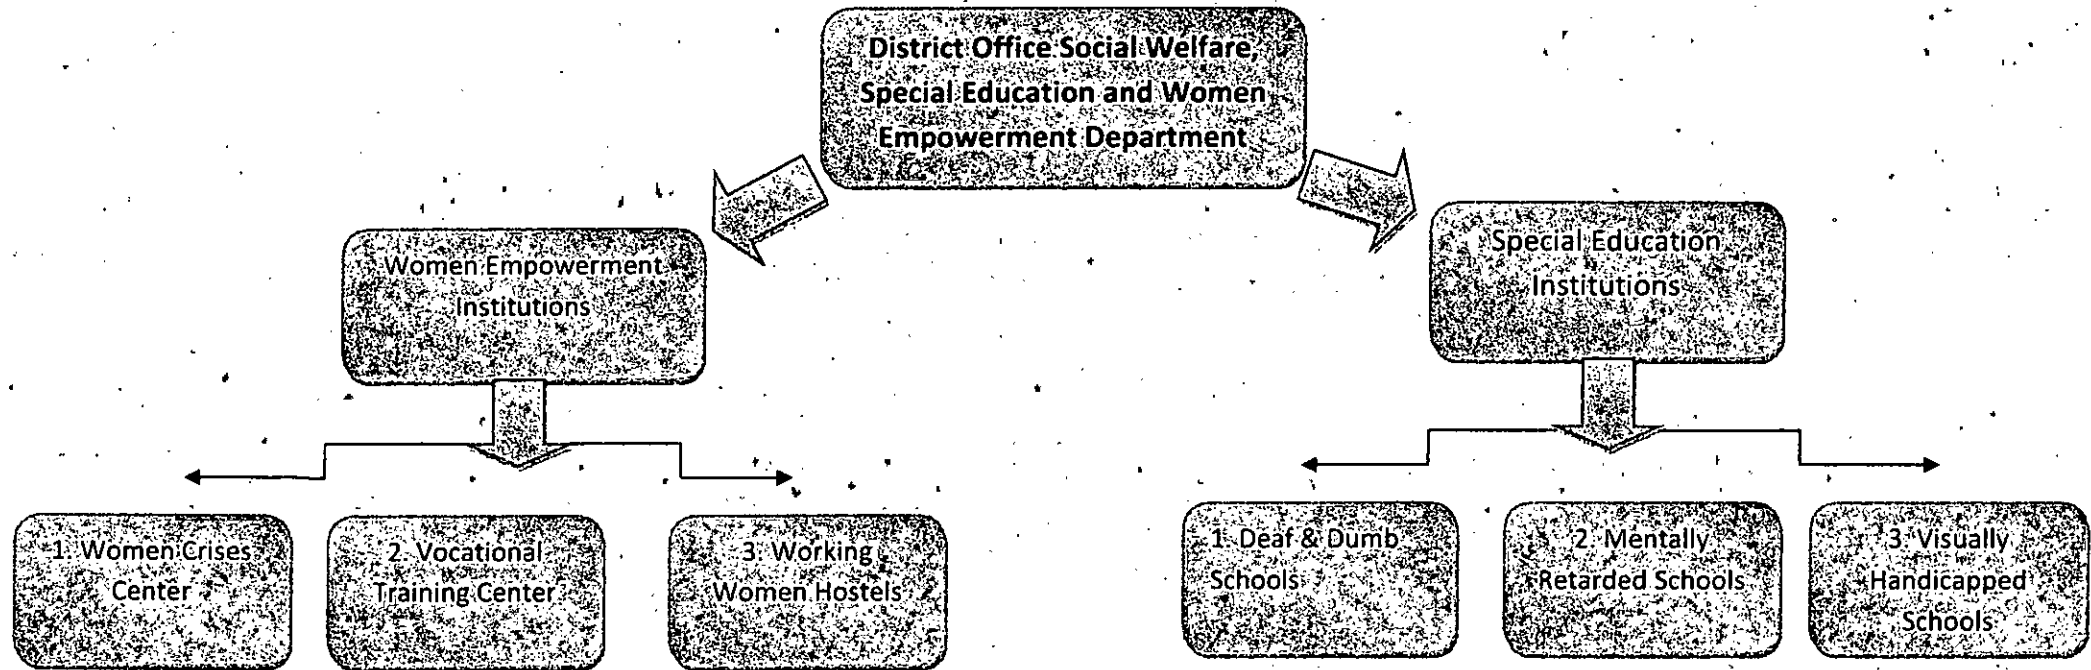 District Office Social Welfare,
Special Education and Women
Empowerment Department
Women Empowerment
Institutions
Special Education
Institutions
1. Women Crises
Center
2. Vocational
Training Center
3. Working
Women Hostels
1. Deaf & Dumb
Schools
2. Mentally
Retarded Schools
3. Visually
Handicapped
Schools